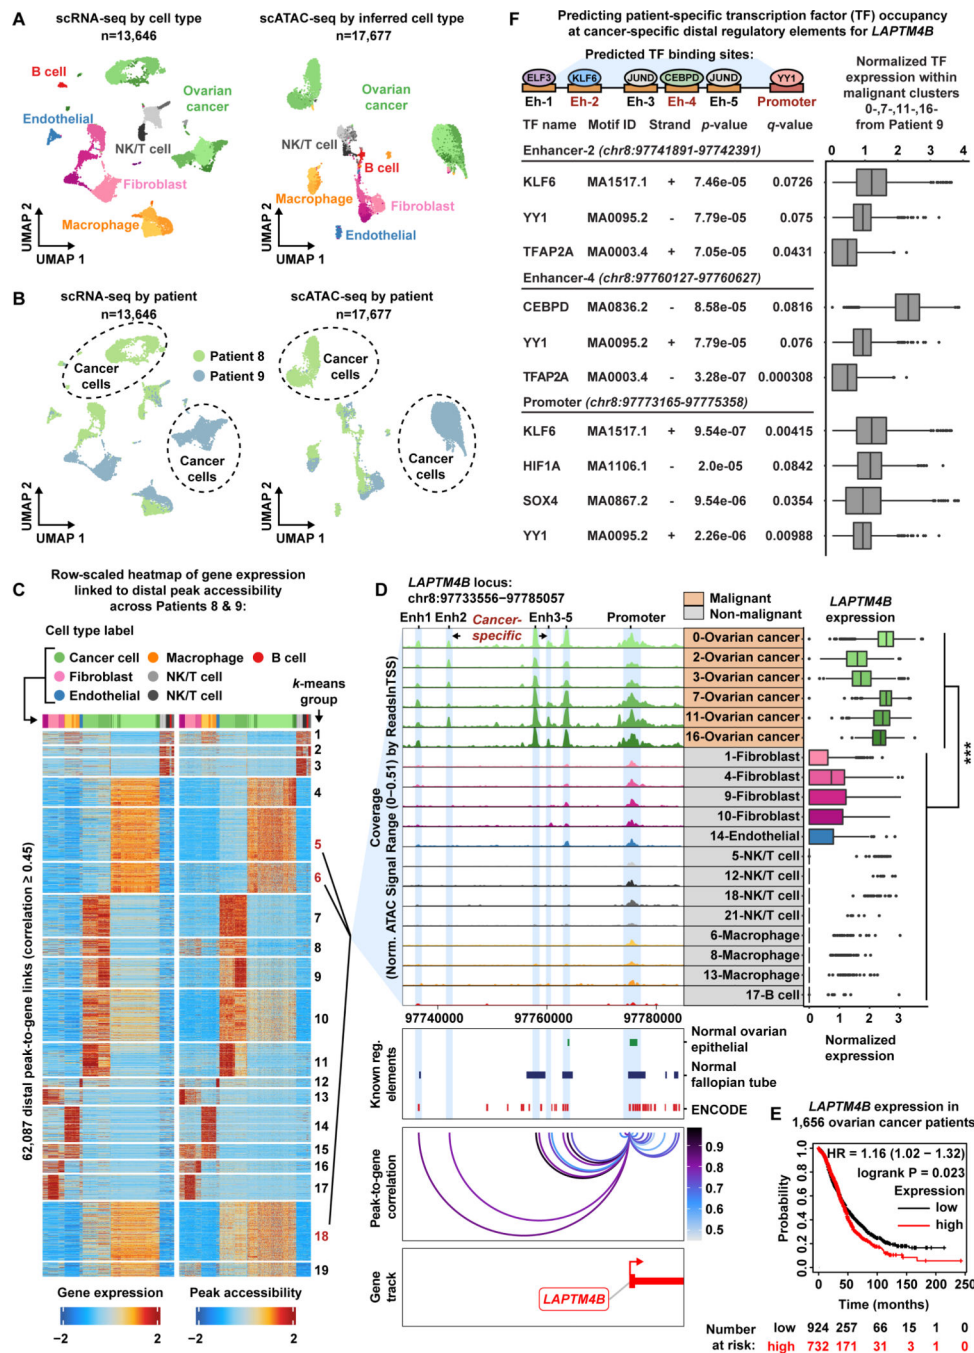 A
scRNA-seq by cell type
n=13,646
B cell
Ovarian
cancer
Endothelial
NK/T cell
Fibroblast
Macrophage
UMAP 2
UMAP 1
scATAC-seq by inferred cell type
n=17,677
Ovarian
cancer
NK/T cell
B cell
Macrophage
Fibroblast
Endothelial
UMAP 2
UMAP 1
B
scRNA-seq by patient
n=13,646
Cancer
cells
Patient 8
Patient 9
Cancer
cells
UMAP 2
UMAP 1
scATAC-seq by patient
n=17,677
Cancer
cells
Cancer
cells
UMAP 2
UMAP 1
C
Row-scaled heatmap of gene expression
linked to distal peak accessibility
across Patients 8 & 9:
Cell type label
Cancer cell
Macrophage
B cell
Fibroblast
NK/T cell
Endothelial
NK/T cell
k-means
group
62,087 distal peak-to-gene links (correlation ≥ 0.45)
1
2
3
4
5
6
7
8
9
10
11
12
13
14
15
16
17
18
19
Gene expression
−2 2
Peak accessibility
−2 2
D
LAPTM4B locus:
chr8:97733556−97785057
Enh1 Enh2 Cancer-specific Enh3-5 Promoter
Malignant
Non-malignant
LAPTM4B
expression
Coverage
(Norm. ATAC Signal Range (0−0.51) by ReadsInTSS)
0-Ovarian cancer
2-Ovarian cancer
3-Ovarian cancer
7-Ovarian cancer
11-Ovarian cancer
16-Ovarian cancer
1-Fibroblast
4-Fibroblast
9-Fibroblast
10-Fibroblast
14-Endothelial
5-NK/T cell
12-NK/T cell
18-NK/T cell
21-NK/T cell
6-Macrophage
8-Macrophage
13-Macrophage
17-B cell
***
97740000 97760000 97780000
0 1 2 3
Normalized
expression
Known reg.
elements
Normal ovarian
epithelial
Normal
fallopian tube
ENCODE
Peak-to-gene
correlation
0.9
0.8
0.7
0.6
0.5
Gene
track
LAPTM4B
E
LAPTM4B expression in
1,656 ovarian cancer patients
HR = 1.16 (1.02 − 1.32)
logrank P = 0.023
Expression
low
high
Probability
1.0
0.8
0.6
0.4
0.2
0.0
0 50 100 150 200 250
Time (months)
Number
at risk:
low 924 257 66 15 1 0
high 732 171 31 3 1 0
F
Predicting patient-specific transcription factor (TF) occupancy
at cancer-specific distal regulatory elements for LAPTM4B
Predicted TF binding sites:
ELF3 KLF6 JUND CEBPD JUND YY1
Eh-1 Eh-2 Eh-3 Eh-4 Eh-5 Promoter
Normalized TF
expression within
malignant clusters
0-,7-,11-,16-
from Patient 9
TF name Motif ID Strand p-value q-value
0 1 2 3 4
Enhancer-2 (chr8:97741891-97742391)
KLF6 MA1517.1 + 7.46e-05 0.0726
YY1 MA0095.2 - 7.79e-05 0.075
TFAP2A MA0003.4 + 7.05e-05 0.0431
Enhancer-4 (chr8:97760127-97760627)
CEBPD MA0836.2 - 8.58e-05 0.0816
YY1 MA0095.2 + 7.79e-05 0.076
TFAP2A MA0003.4 - 3.28e-07 0.000308
Promoter (chr8:97773165-97775358)
KLF6 MA1517.1 + 9.54e-07 0.00415
HIF1A MA1106.1 - 2.0e-05 0.0842
SOX4 MA0867.2 - 9.54e-06 0.0354
YY1 MA0095.2 + 2.26e-06 0.00988